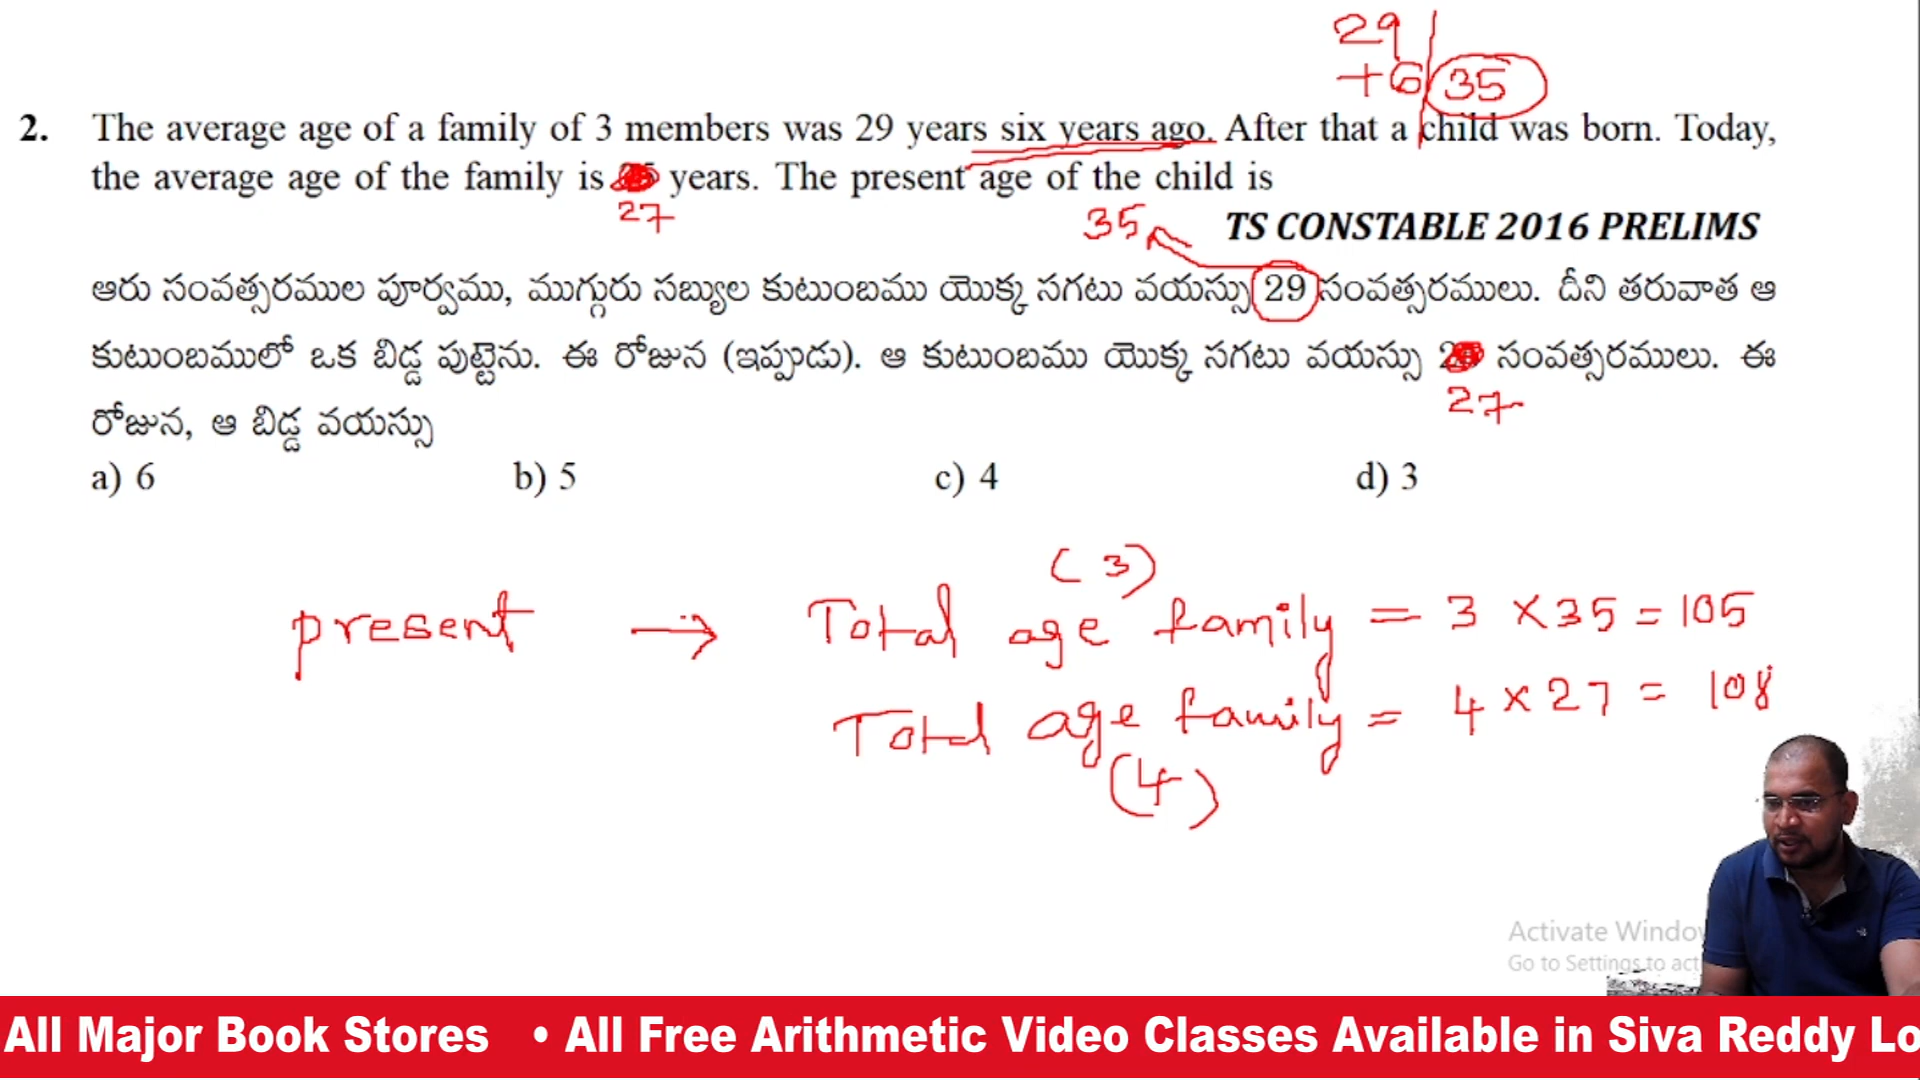 29
+6 35
2. The average age of a family of 3 members was 29 years six years ago. After that a child was born. Today,
the average age of the family is years. The present age of the child is
27
35
TS CONSTABLE 2016 PRELIMS
ఆరు సంవత్సరముల పూర్వము, ముగ్గురు సబ్యుల కుటుంబము యొక్క సగటు వయస్సు 29 సంవత్సరములు. దీని తరువాత ఆ
కుటుంబములో ఒక బిడ్డ పుట్టెను. ఈ రోజున (ఇప్పుడు). ఆ కుటుంబము యొక్క సగటు వయస్సు సంవత్సరములు. ఈ
27
రోజున, ఆ బిడ్డ వయస్సు
a) 6 b) 5 c) 4 d) 3
(3)
present → Total age family = 3 × 35 = 105
Total age family = 4 × 27 = 108
(4)
Activate Windo
Go to Settings to act
All Major Book Stores • All Free Arithmetic Video Classes Available in Siva Reddy Lo